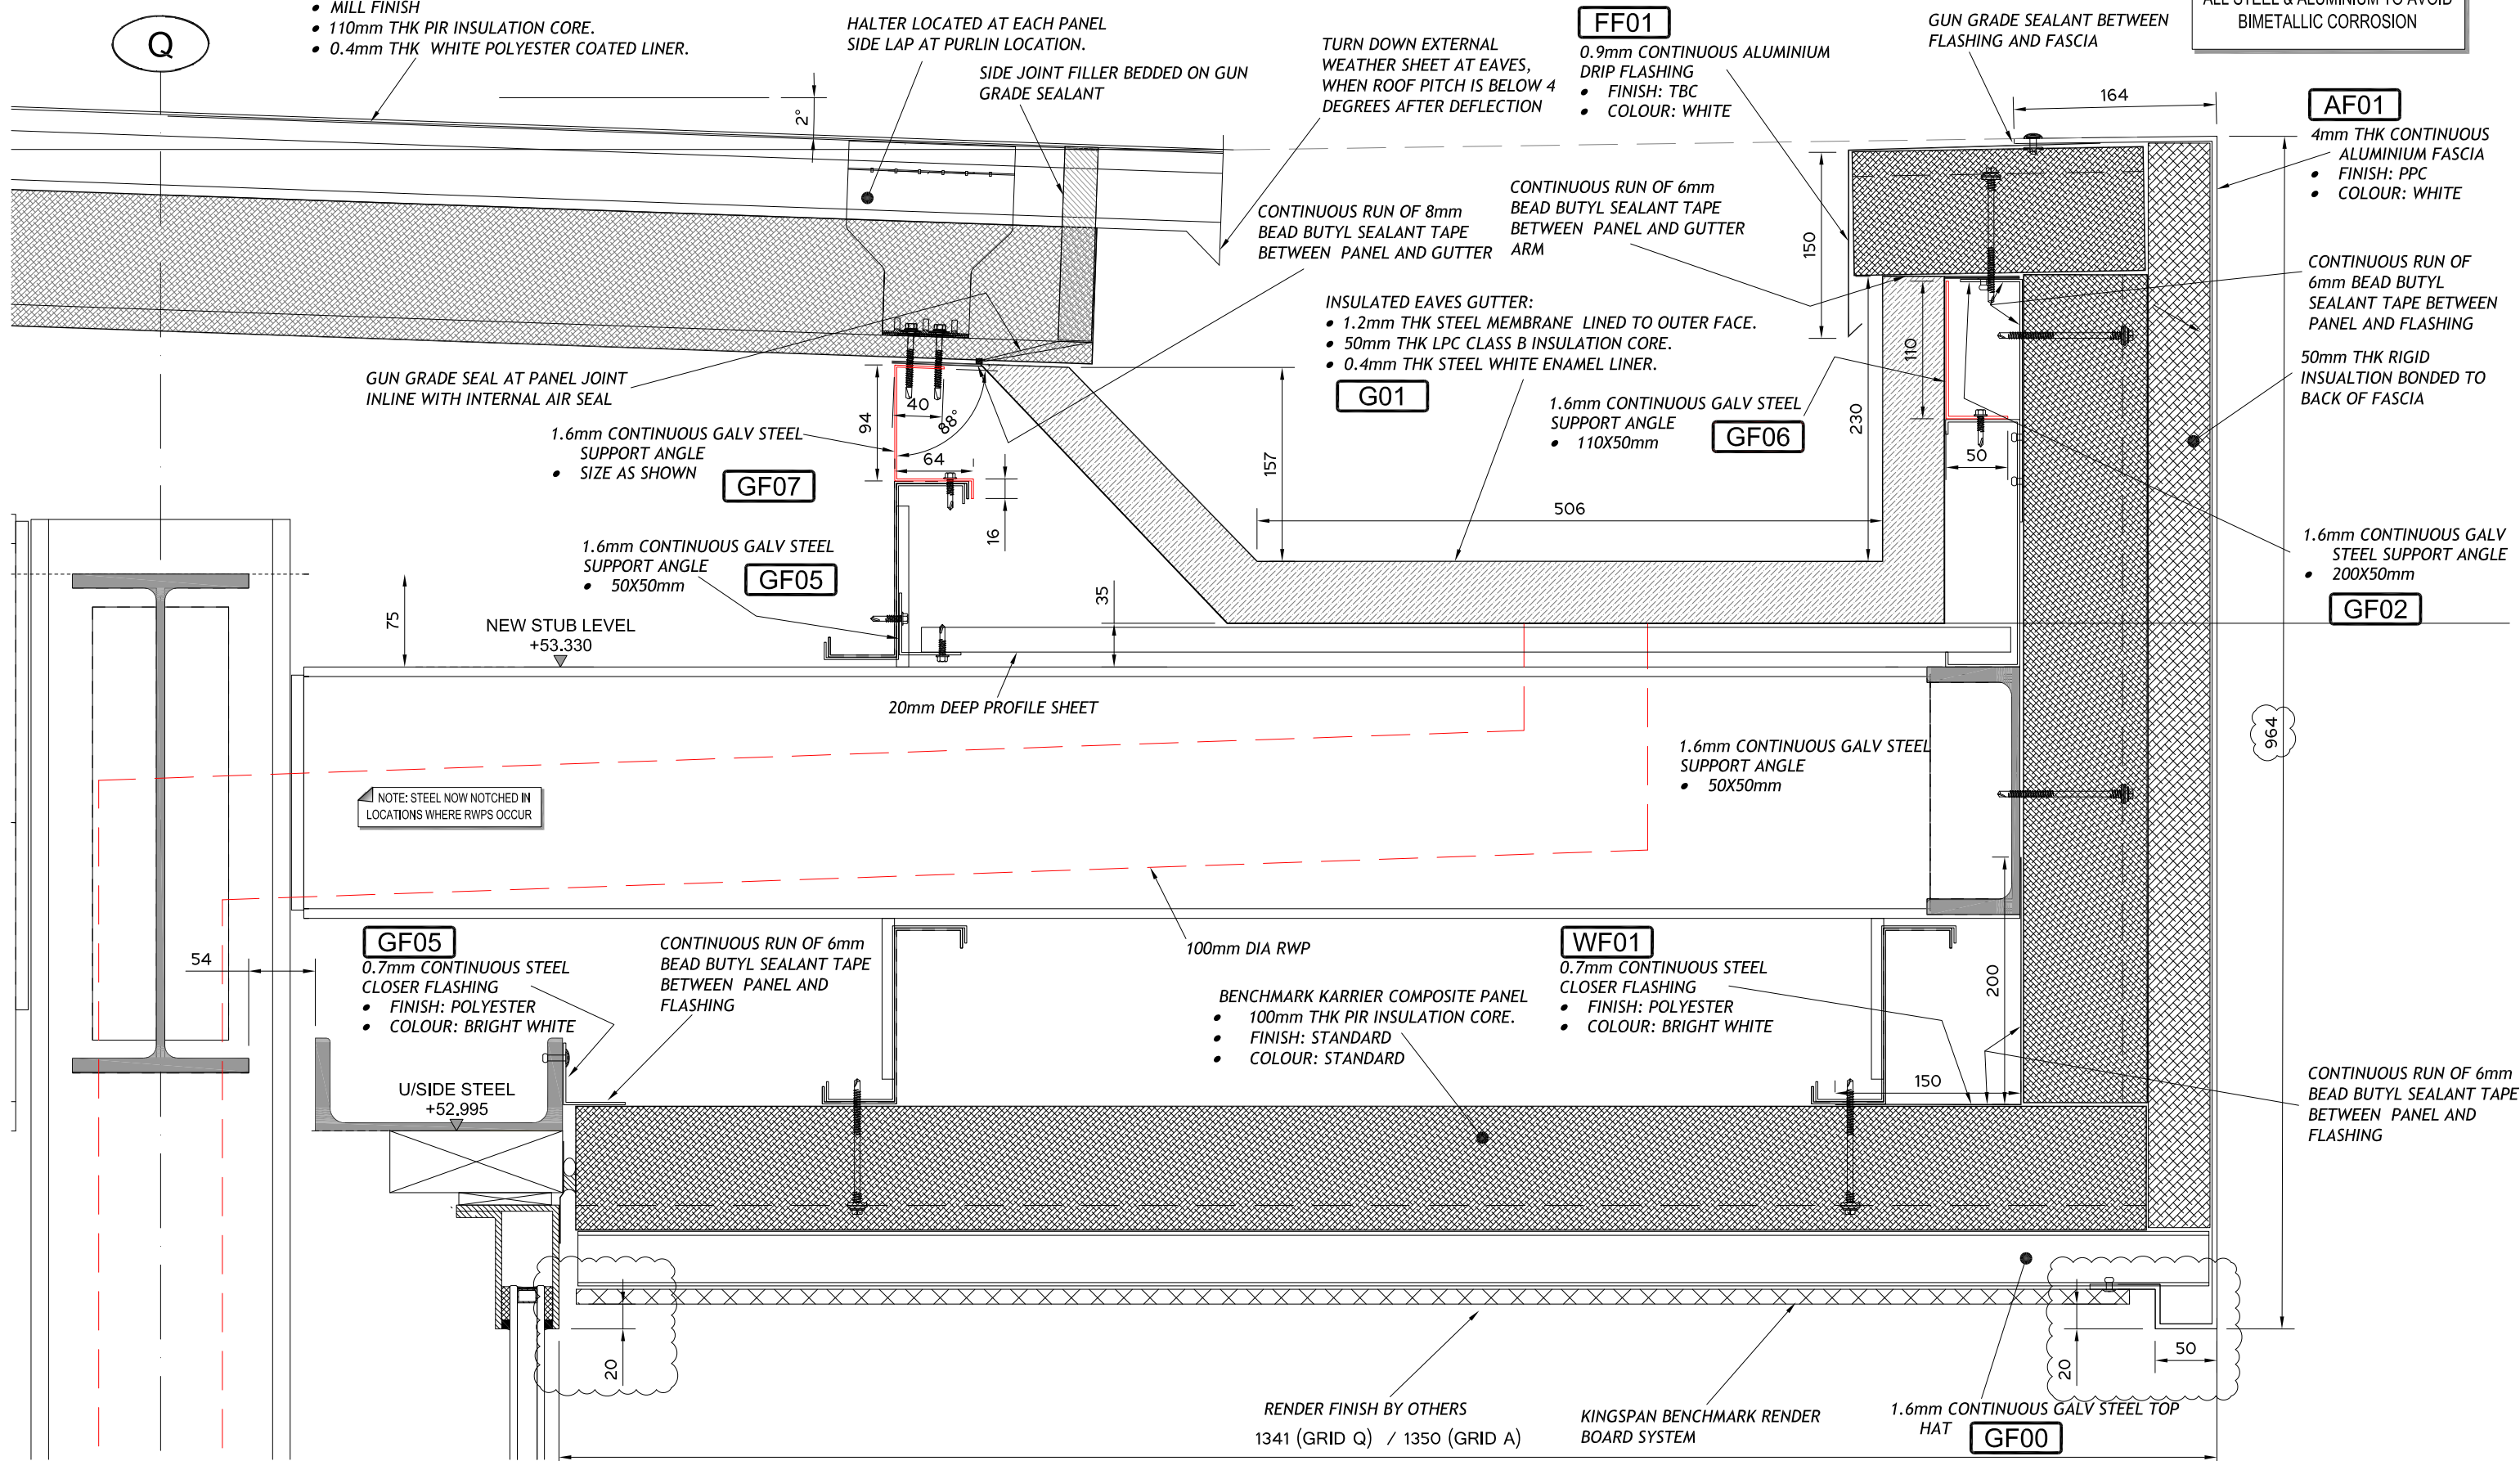 • MILL FINISH
• 110mm THK PIR INSULATION CORE.
• 0.4mm THK WHITE POLYESTER COATED LINER.
Q
HALTER LOCATED AT EACH PANEL
SIDE LAP AT PURLIN LOCATION.
SIDE JOINT FILLER BEDDED ON GUN
GRADE SEALANT
TURN DOWN EXTERNAL
WEATHER SHEET AT EAVES,
WHEN ROOF PITCH IS BELOW 4
DEGREES AFTER DEFLECTION
FF01
0.9mm CONTINUOUS ALUMINIUM
DRIP FLASHING
• FINISH: TBC
• COLOUR: WHITE
GUN GRADE SEALANT BETWEEN
FLASHING AND FASCIA
ALL STEEL & ALUMINIUM TO AVOID
BIMETALLIC CORROSION
164
AF01
4mm THK CONTINUOUS
ALUMINIUM FASCIA
• FINISH: PPC
• COLOUR: WHITE
2°
CONTINUOUS RUN OF 8mm
BEAD BUTYL SEALANT TAPE
BETWEEN PANEL AND GUTTER
CONTINUOUS RUN OF 6mm
BEAD BUTYL SEALANT TAPE
BETWEEN PANEL AND GUTTER
ARM
150
CONTINUOUS RUN OF
6mm BEAD BUTYL
SEALANT TAPE BETWEEN
PANEL AND FLASHING
INSULATED EAVES GUTTER:
• 1.2mm THK STEEL MEMBRANE LINED TO OUTER FACE.
• 50mm THK LPC CLASS B INSULATION CORE.
• 0.4mm THK STEEL WHITE ENAMEL LINER.
G01
110
50mm THK RIGID
INSUALTION BONDED TO
BACK OF FASCIA
GUN GRADE SEAL AT PANEL JOINT
INLINE WITH INTERNAL AIR SEAL
94
40
88°
64
16
1.6mm CONTINUOUS GALV STEEL
SUPPORT ANGLE
• SIZE AS SHOWN
GF07
157
506
230
50
1.6mm CONTINUOUS GALV STEEL
SUPPORT ANGLE
• 110X50mm
GF06
1.6mm CONTINUOUS GALV STEEL
SUPPORT ANGLE
• 50X50mm
GF05
1.6mm CONTINUOUS GALV
STEEL SUPPORT ANGLE
• 200X50mm
GF02
75
NEW STUB LEVEL
+53.330
35
20mm DEEP PROFILE SHEET
964
1.6mm CONTINUOUS GALV STEEL
SUPPORT ANGLE
• 50X50mm
NOTE: STEEL NOW NOTCHED IN
LOCATIONS WHERE RWPS OCCUR
54
GF05
0.7mm CONTINUOUS STEEL
CLOSER FLASHING
• FINISH: POLYESTER
• COLOUR: BRIGHT WHITE
CONTINUOUS RUN OF 6mm
BEAD BUTYL SEALANT TAPE
BETWEEN PANEL AND
FLASHING
100mm DIA RWP
BENCHMARK KARRIER COMPOSITE PANEL
• 100mm THK PIR INSULATION CORE.
• FINISH: STANDARD
• COLOUR: STANDARD
WF01
0.7mm CONTINUOUS STEEL
CLOSER FLASHING
• FINISH: POLYESTER
• COLOUR: BRIGHT WHITE
200
150
CONTINUOUS RUN OF 6mm
BEAD BUTYL SEALANT TAPE
BETWEEN PANEL AND
FLASHING
U/SIDE STEEL
+52.995
20
20
50
RENDER FINISH BY OTHERS
1341 (GRID Q) / 1350 (GRID A)
KINGSPAN BENCHMARK RENDER
BOARD SYSTEM
1.6mm CONTINUOUS GALV STEEL TOP
HAT
GF00